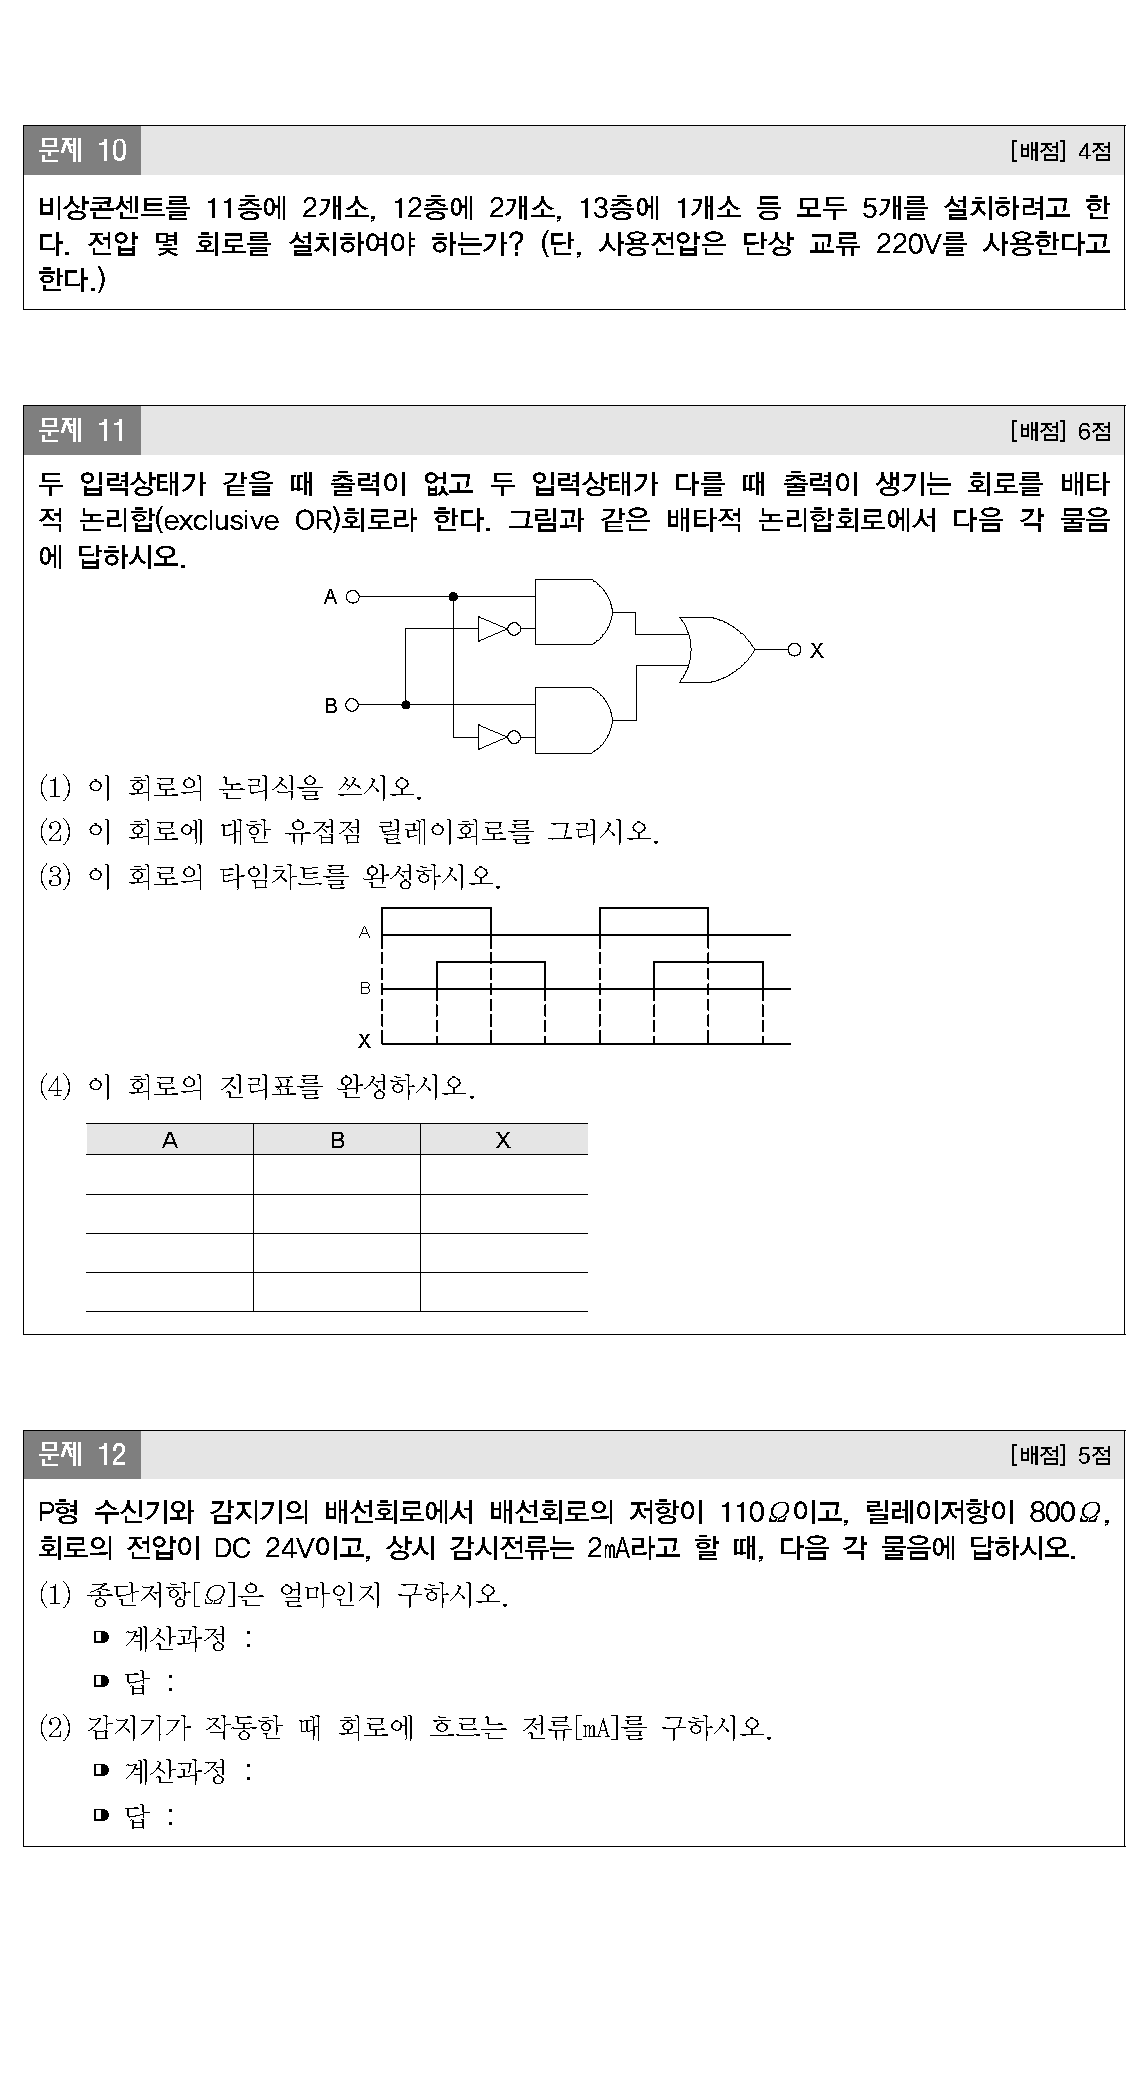 문제 10
[배점] 4점
비상콘센트를 11층에 2개소, 12층에 2개소, 13층에 1개소 등 모두 5개를 설치하려고 한
다. 전압 몇 회로를 설치하여야 하는가? (단, 사용전압은 단상 교류 220V를 사용한다고
한다.)
문제 11
[배점] 6점
두 입력상태가 같을 때 출력이 없고 두 입력상태가 다를 때 출력이 생기는 회로를 배타
적 논리합(exclusive OR)회로라 한다. 그림과 같은 배타적 논리합회로에서 다음 각 물음
에 답하시오.
A
X
B
(1) 이 회로의 논리식을 쓰시오.
(2) 이 회로에 대한 유접점 릴레이회로를 그리시오.
(3) 이 회로의 타임차트를 완성하시오.
A
B
X
(4) 이 회로의 진리표를 완성하시오.
A B X
문제 12
[배점] 5점
P형 수신기와 감지기의 배선회로에서 배선회로의 저항이 110Ω이고, 릴레이저항이 800Ω,
회로의 전압이 DC 24V이고, 상시 감시전류는 2㎃라고 할 때, 다음 각 물음에 답하시오.
(1) 종단저항[Ω]은 얼마인지 구하시오.
계산과정 :
답 :
(2) 감지기가 작동한 때 회로에 흐르는 전류[㎃]를 구하시오.
계산과정 :
답 :